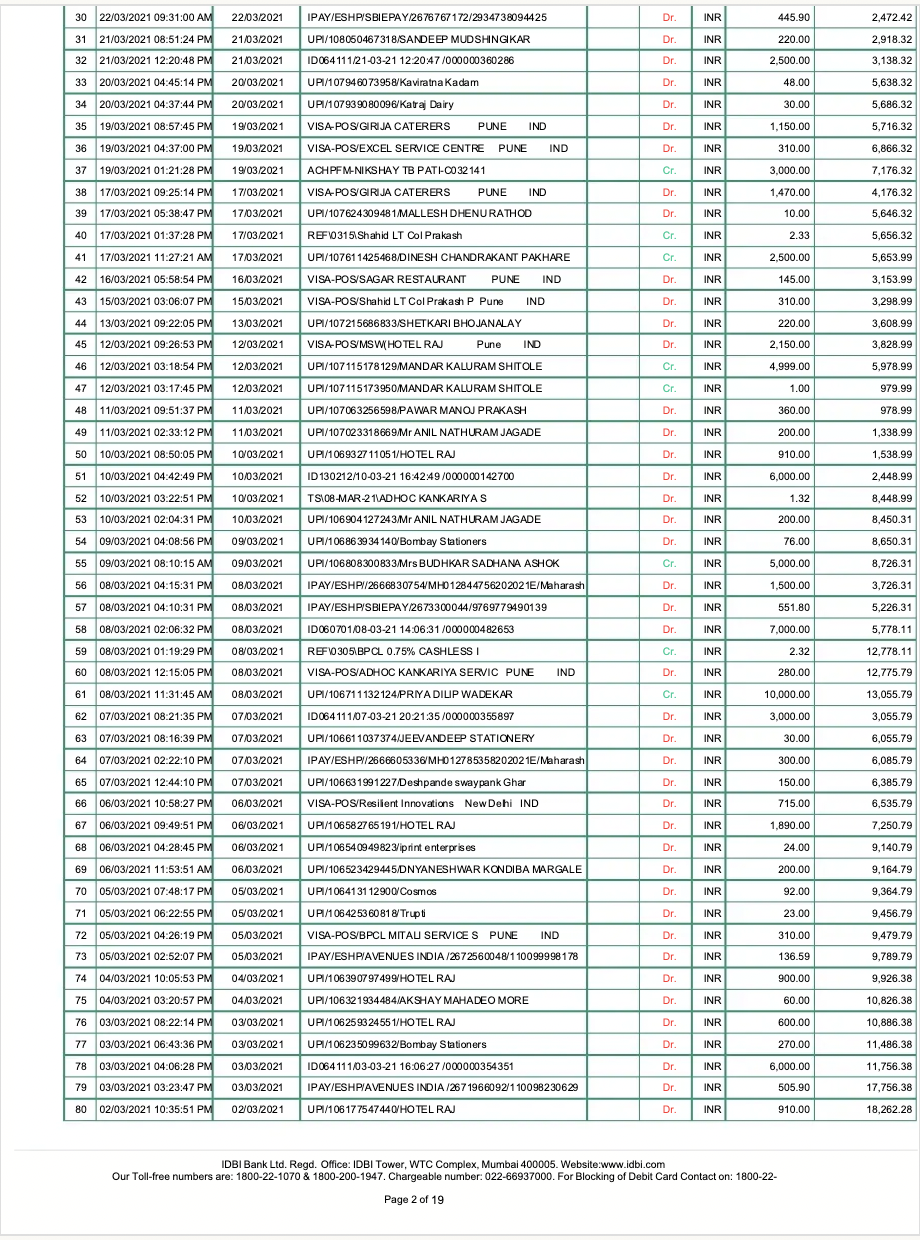 30 22/03/2021 09:31:00 AM 22/03/2021 IPAY/ESHP/SBIEPAY/2676767172/2934738094425 Dr. INR 445.90 2,472.42
31 21/03/2021 08:51:24 PM 21/03/2021 UPI/108050467318/SANDEEP MUDSHINGIKAR Dr. INR 220.00 2,918.32
32 21/03/2021 12:20:48 PM 21/03/2021 ID064111/21-03-21 12:20:47 /000000360286 Dr. INR 2,500.00 3,138.32
33 20/03/2021 04:45:14 PM 20/03/2021 UPI/107946073958/Kaviratna Kadam Dr. INR 48.00 5,638.32
34 20/03/2021 04:37:44 PM 20/03/2021 UPI/107939080096/Katraj Dairy Dr. INR 30.00 5,686.32
35 19/03/2021 08:57:45 PM 19/03/2021 VISA-POS/GIRIJA CATERERS PUNE IND Dr. INR 1,150.00 5,716.32
36 19/03/2021 04:37:00 PM 19/03/2021 VISA-POS/EXCEL SERVICE CENTRE PUNE IND Dr. INR 310.00 6,866.32
37 19/03/2021 01:21:28 PM 19/03/2021 ACHPFM-NIKSHAY TB PATI-C032141 Cr. INR 3,000.00 7,176.32
38 17/03/2021 09:25:14 PM 17/03/2021 VISA-POS/GIRIJA CATERERS PUNE IND Dr. INR 1,470.00 4,176.32
39 17/03/2021 05:38:47 PM 17/03/2021 UPI/107624309481/MALLESH DHENU RATHOD Dr. INR 10.00 5,646.32
40 17/03/2021 01:37:28 PM 17/03/2021 REF\0315\Shahid LT Col Prakash Cr. INR 2.33 5,656.32
41 17/03/2021 11:27:21 AM 17/03/2021 UPI/107611425468/DINESH CHANDRAKANT PAKHARE Cr. INR 2,500.00 5,653.99
42 16/03/2021 05:58:54 PM 16/03/2021 VISA-POS/SAGAR RESTAURANT PUNE IND Dr. INR 145.00 3,153.99
43 15/03/2021 03:06:07 PM 15/03/2021 VISA-POS/Shahid LT Col Prakash P Pune IND Dr. INR 310.00 3,298.99
44 13/03/2021 09:22:05 PM 13/03/2021 UPI/107215686833/SHETKARI BHOJANALAY Dr. INR 220.00 3,608.99
45 12/03/2021 09:26:53 PM 12/03/2021 VISA-POS/MSW(HOTEL RAJ Pune IND Dr. INR 2,150.00 3,828.99
46 12/03/2021 03:18:54 PM 12/03/2021 UPI/107115178129/MANDAR KALURAM SHITOLE Cr. INR 4,999.00 5,978.99
47 12/03/2021 03:17:45 PM 12/03/2021 UPI/107115173950/MANDAR KALURAM SHITOLE Cr. INR 1.00 979.99
48 11/03/2021 09:51:37 PM 11/03/2021 UPI/107063256598/PAWAR MANOJ PRAKASH Dr. INR 360.00 978.99
49 11/03/2021 02:33:12 PM 11/03/2021 UPI/107023318669/Mr ANIL NATHURAM JAGADE Dr. INR 200.00 1,338.99
50 10/03/2021 08:50:05 PM 10/03/2021 UPI/106932711051/HOTEL RAJ Dr. INR 910.00 1,538.99
51 10/03/2021 04:42:49 PM 10/03/2021 ID130212/10-03-21 16:42:49 /000000142700 Dr. INR 6,000.00 2,448.99
52 10/03/2021 03:22:51 PM 10/03/2021 TS\08-MAR-21\ADHOC KANKARIYA S Dr. INR 1.32 8,448.99
53 10/03/2021 02:04:31 PM 10/03/2021 UPI/106904127243/Mr ANIL NATHURAM JAGADE Dr. INR 200.00 8,450.31
54 09/03/2021 04:08:56 PM 09/03/2021 UPI/106863934140/Bombay Stationers Dr. INR 76.00 8,650.31
55 09/03/2021 08:10:15 AM 09/03/2021 UPI/106808300833/Mrs BUDHKAR SADHANA ASHOK Cr. INR 5,000.00 8,726.31
56 08/03/2021 04:15:31 PM 08/03/2021 IPAY/ESHP//2666830754/MH012844756202021E/Maharash Dr. INR 1,500.00 3,726.31
57 08/03/2021 04:10:31 PM 08/03/2021 IPAY/ESHP/SBIEPAY/2673300044/9769779490139 Dr. INR 551.80 5,226.31
58 08/03/2021 02:06:32 PM 08/03/2021 ID060701/08-03-21 14:06:31 /000000482653 Dr. INR 7,000.00 5,778.11
59 08/03/2021 01:19:29 PM 08/03/2021 REF\0305\BPCL 0.75% CASHLESS I Cr. INR 2.32 12,778.11
60 08/03/2021 12:15:05 PM 08/03/2021 VISA-POS/ADHOC KANKARIYA SERVIC PUNE IND Dr. INR 280.00 12,775.79
61 08/03/2021 11:31:45 AM 08/03/2021 UPI/106711132124/PRIYA DILIP WADEKAR Cr. INR 10,000.00 13,055.79
62 07/03/2021 08:21:35 PM 07/03/2021 ID064111/07-03-21 20:21:35 /000000355897 Dr. INR 3,000.00 3,055.79
63 07/03/2021 08:16:39 PM 07/03/2021 UPI/106611037374/JEEVANDEEP STATIONERY Dr. INR 30.00 6,055.79
64 07/03/2021 02:22:10 PM 07/03/2021 IPAY/ESHP//2666605336/MH012785358202021E/Maharash Dr. INR 300.00 6,085.79
65 07/03/2021 12:44:10 PM 07/03/2021 UPI/106631991227/Deshpande swaypank Ghar Dr. INR 150.00 6,385.79
66 06/03/2021 10:58:27 PM 06/03/2021 VISA-POS/Resilient Innovations New Delhi IND Dr. INR 715.00 6,535.79
67 06/03/2021 09:49:51 PM 06/03/2021 UPI/106582765191/HOTEL RAJ Dr. INR 1,890.00 7,250.79
68 06/03/2021 04:28:45 PM 06/03/2021 UPI/106540949823/iprint enterprises Dr. INR 24.00 9,140.79
69 06/03/2021 11:53:51 AM 06/03/2021 UPI/106523429445/DNYANESHWAR KONDIBA MARGALE Dr. INR 200.00 9,164.79
70 05/03/2021 07:48:17 PM 05/03/2021 UPI/106413112900/Cosmos Dr. INR 92.00 9,364.79
71 05/03/2021 06:22:55 PM 05/03/2021 UPI/106425360818/Trupti Dr. INR 23.00 9,456.79
72 05/03/2021 04:26:19 PM 05/03/2021 VISA-POS/BPCL MITALI SERVICE S PUNE IND Dr. INR 310.00 9,479.79
73 05/03/2021 02:52:07 PM 05/03/2021 IPAY/ESHP/AVENUES INDIA /2672560048/110099998178 Dr. INR 136.59 9,789.79
74 04/03/2021 10:05:53 PM 04/03/2021 UPI/106390797499/HOTEL RAJ Dr. INR 900.00 9,926.38
75 04/03/2021 03:20:57 PM 04/03/2021 UPI/106321934484/AKSHAY MAHADEO MORE Dr. INR 60.00 10,826.38
76 03/03/2021 08:22:14 PM 03/03/2021 UPI/106259324551/HOTEL RAJ Dr. INR 600.00 10,886.38
77 03/03/2021 06:43:36 PM 03/03/2021 UPI/106235099632/Bombay Stationers Dr. INR 270.00 11,486.38
78 03/03/2021 04:06:28 PM 03/03/2021 ID064111/03-03-21 16:06:27 /000000354351 Dr. INR 6,000.00 11,756.38
79 03/03/2021 03:23:47 PM 03/03/2021 IPAY/ESHP/AVENUES INDIA /2671966092/110098230629 Dr. INR 505.90 17,756.38
80 02/03/2021 10:35:51 PM 02/03/2021 UPI/106177547440/HOTEL RAJ Dr. INR 910.00 18,262.28
IDBI Bank Ltd. Regd. Office: IDBI Tower, WTC Complex, Mumbai 400005. Website:www.idbi.com
Our Toll-free numbers are: 1800-22-1070 & 1800-200-1947. Chargeable number: 022-66937000. For Blocking of Debit Card Contact on: 1800-22-
Page 2 of 19